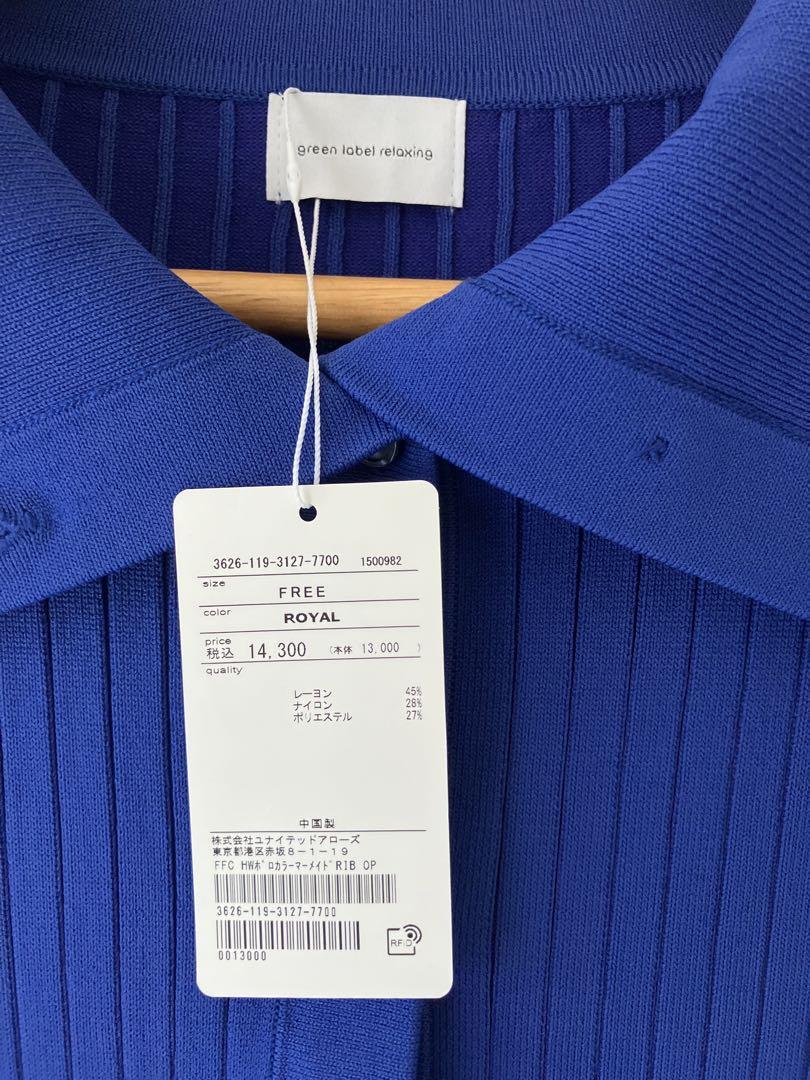 green label relaxing
3626-119-3127-7700 1500982
size
FREE
color
ROYAL
price
税込 14,300 (本体 13,000 )
quality
レーヨン 45%
ナイロン 28%
ポリエステル 27%
中国製
株式会社ユナイテッドアローズ
東京都港区赤坂8-1-19
FFC HWポロカラーマーメイドRIB OP
3626-119-3127-7700
0013000
RFID